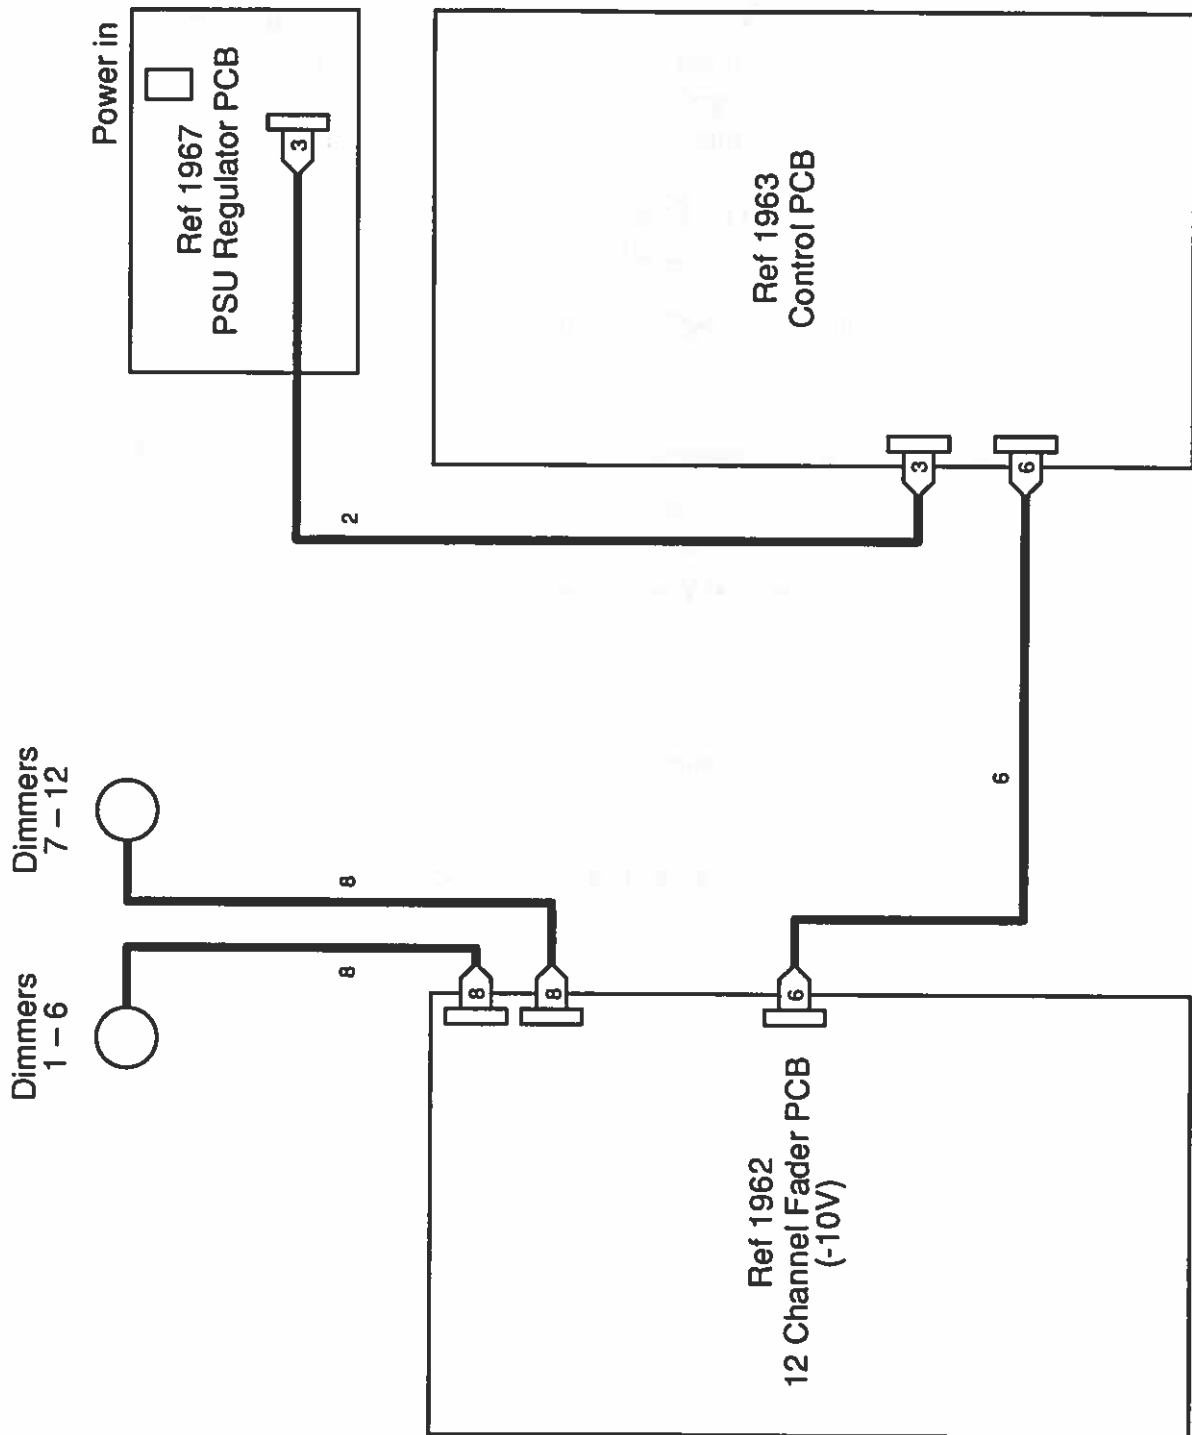 Dimmers
1 – 6
Dimmers
7 – 12
Power in
8
8
2
Ref 1967
PSU Regulator PCB
3
8
8
6
6
3
6
Ref 1962
12 Channel Fader PCB
(-10V)
Ref 1963
Control PCB